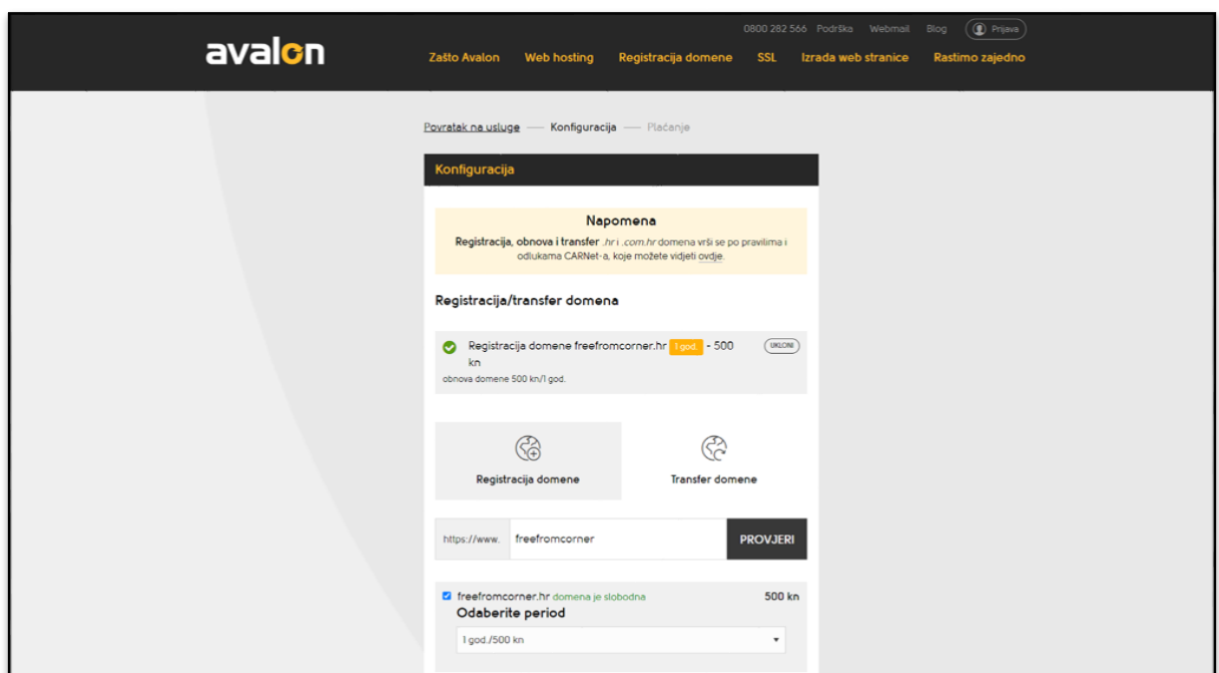 0800 282 566 Podrška Webmail Blog Prijava
avalon
Zašto Avalon Web hosting Registracija domene SSL Izrada web stranice Rastimo zajedno
Povratak na usluge — Konfiguracija — Plaćanje
Konfiguracija
Napomena
Registracija, obnova i transfer .hr i .com.hr domena vrši se po pravilima i
odlukama CARNet-a, koje možete vidjeti ovdje.
Registracija/transfer domena
Registracija domene freefromcorner.hr 1 god. - 500
kn
UKLONI
obnova domene 500 kn/1 god.
Registracija domene
Transfer domene
https://www. freefromcorner PROVJERI
freefromcorner.hr domena je slobodna 500 kn
Odaberite period
1 god./500 kn